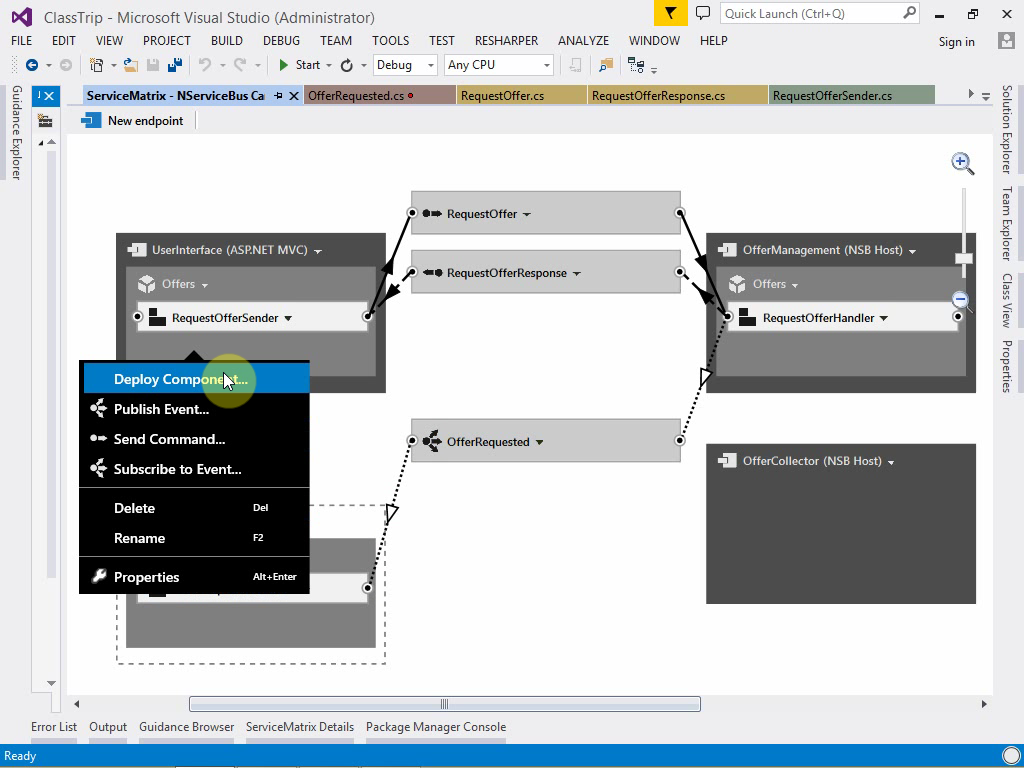 ClassTrip - Microsoft Visual Studio (Administrator)
Quick Launch (Ctrl+Q)
FILE EDIT VIEW PROJECT BUILD DEBUG TEAM TOOLS TEST RESHARPER ANALYZE WINDOW HELP
Sign in
Start Debug Any CPU
ServiceMatrix - NServiceBus Ca OfferRequested.cs RequestOffer.cs RequestOfferResponse.cs RequestOfferSender.cs
New endpoint
Guidance Explorer
Solution Explorer
Team Explorer
Class View
Properties
RequestOffer
UserInterface (ASP.NET MVC)
OfferManagement (NSB Host)
RequestOfferResponse
Offers
Offers
RequestOfferSender
RequestOfferHandler
Deploy Component...
Publish Event...
Send Command...
Subscribe to Event...
Delete Del
Rename F2
Properties Alt+Enter
OfferRequested
OfferCollector (NSB Host)
Error List Output Guidance Browser ServiceMatrix Details Package Manager Console
Ready